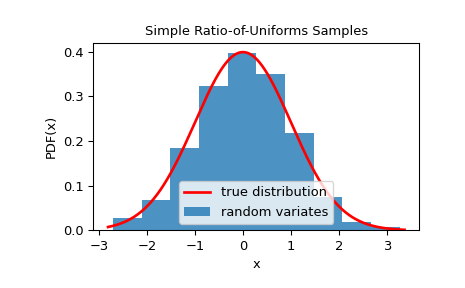 Simple Ratio-of-Uniforms Samples
0.4
0.3
0.2
0.1
0.0
PDF(x)
true distribution
random variates
−3 −2 −1 0 1 2 3
x